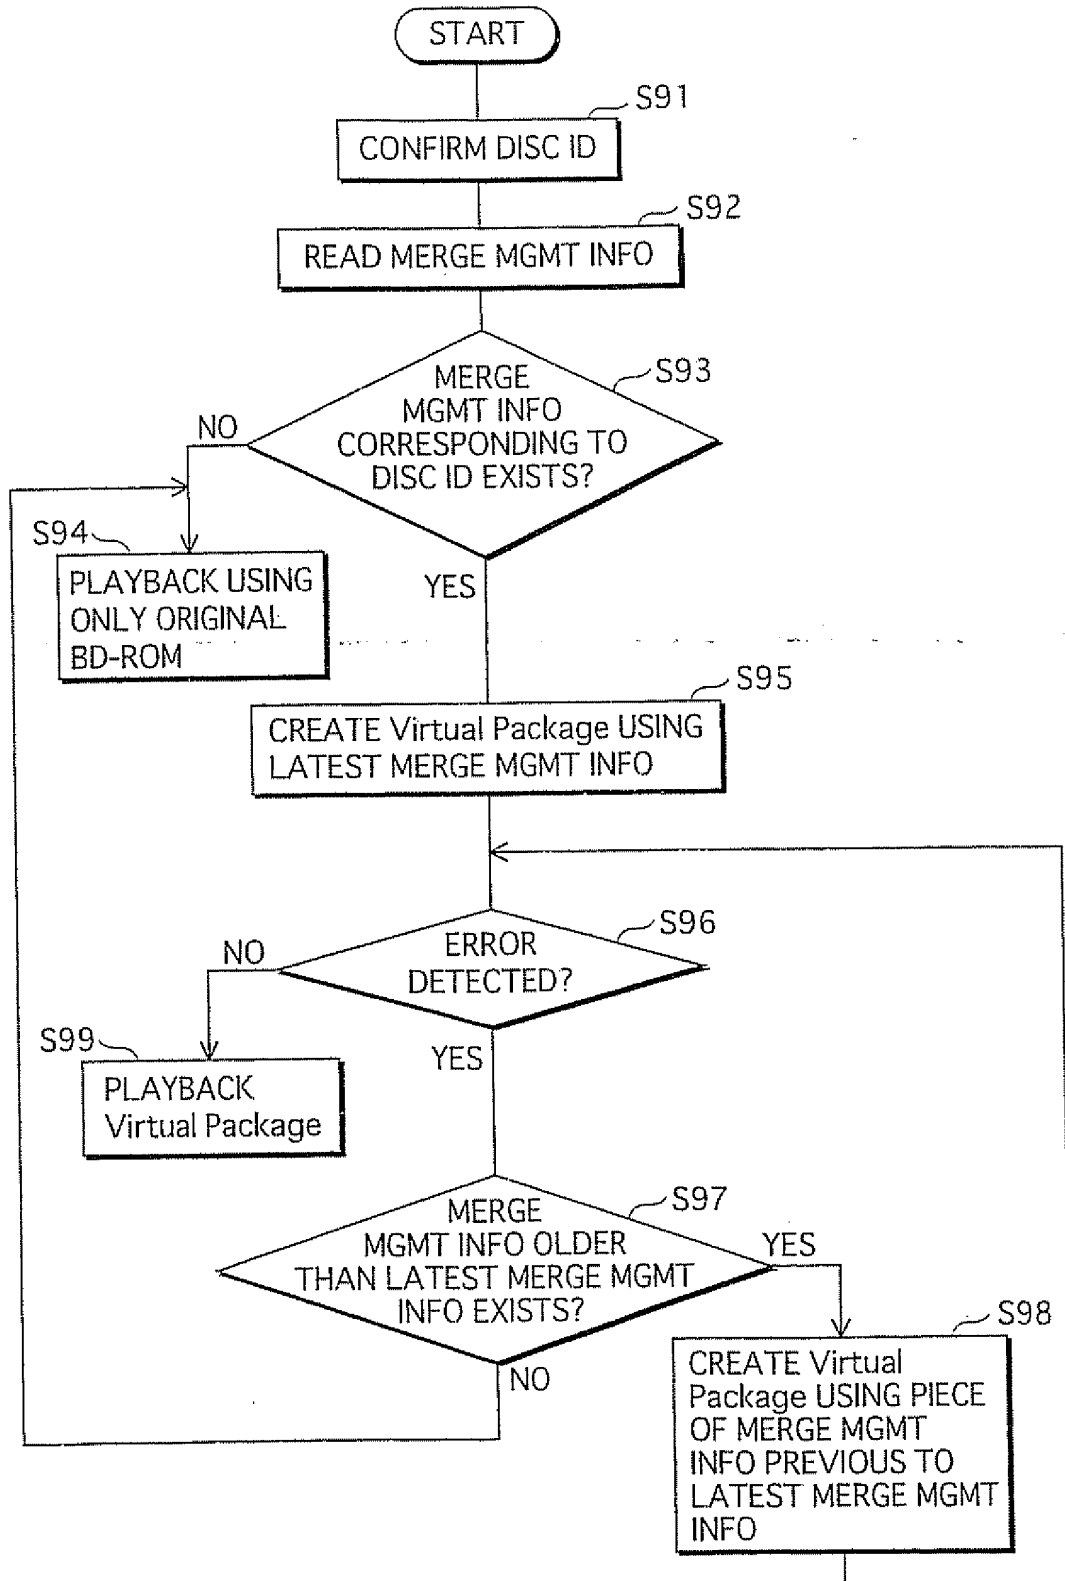 START
S91
CONFIRM DISC ID
S92
READ MERGE MGMT INFO
S93
MERGE
MGMT INFO
CORRESPONDING TO
DISC ID EXISTS?
NO
YES
S94
PLAYBACK USING
ONLY ORIGINAL
BD-ROM
S95
CREATE Virtual Package USING
LATEST MERGE MGMT INFO
S96
ERROR
DETECTED?
NO
YES
S99
PLAYBACK
Virtual Package
S97
MERGE
MGMT INFO OLDER
THAN LATEST MERGE MGMT
INFO EXISTS?
YES
NO
S98
CREATE Virtual
Package USING PIECE
OF MERGE MGMT
INFO PREVIOUS TO
LATEST MERGE MGMT
INFO